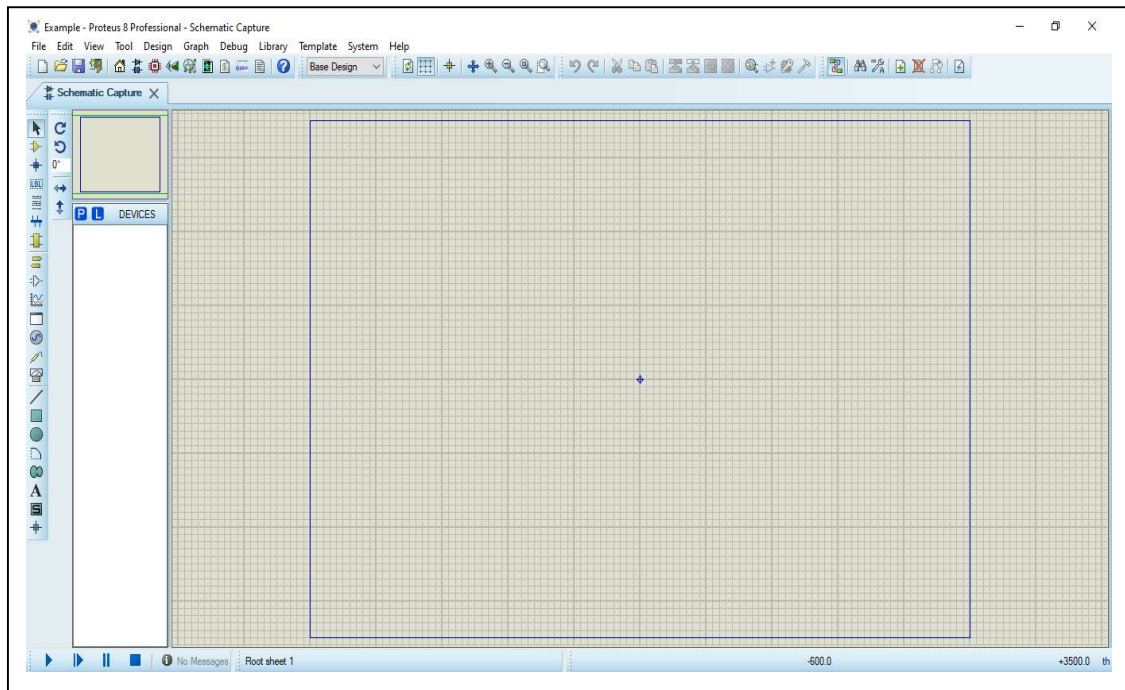 Example - Proteus 8 Professional - Schematic Capture
File Edit View Tool Design Graph Debug Library Template System Help
Base Design
Schematic Capture
0°
LBL
P L DEVICES
A
S
No Messages Root sheet 1 -600.0 +3500.0 th